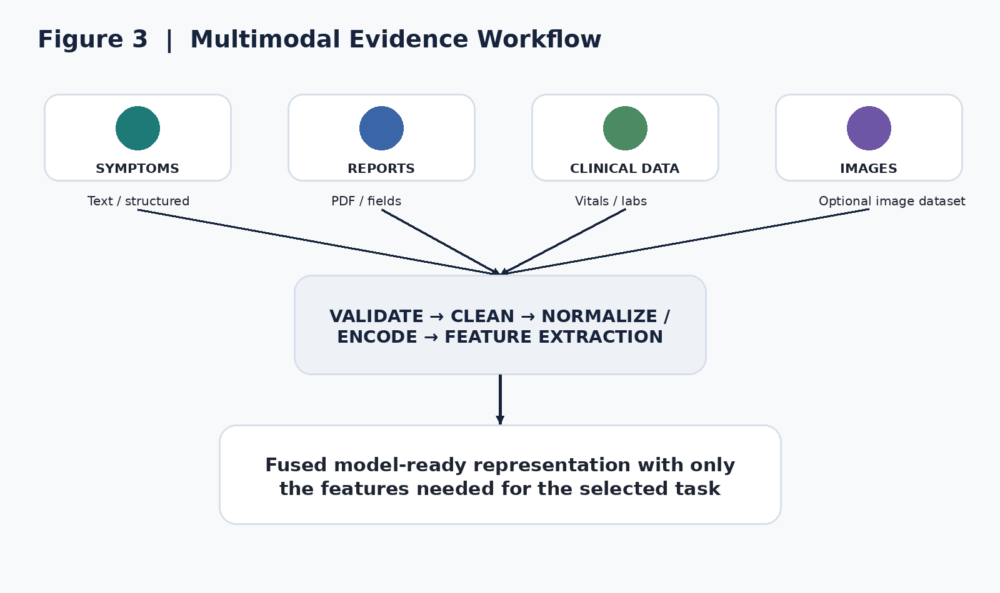 Figure 3 | Multimodal Evidence Workflow
SYMPTOMS
REPORTS
CLINICAL DATA
IMAGES
Text / structured
PDF / fields
Vitals / labs
Optional image dataset
VALIDATE → CLEAN → NORMALIZE /
ENCODE → FEATURE EXTRACTION
Fused model-ready representation with only
the features needed for the selected task